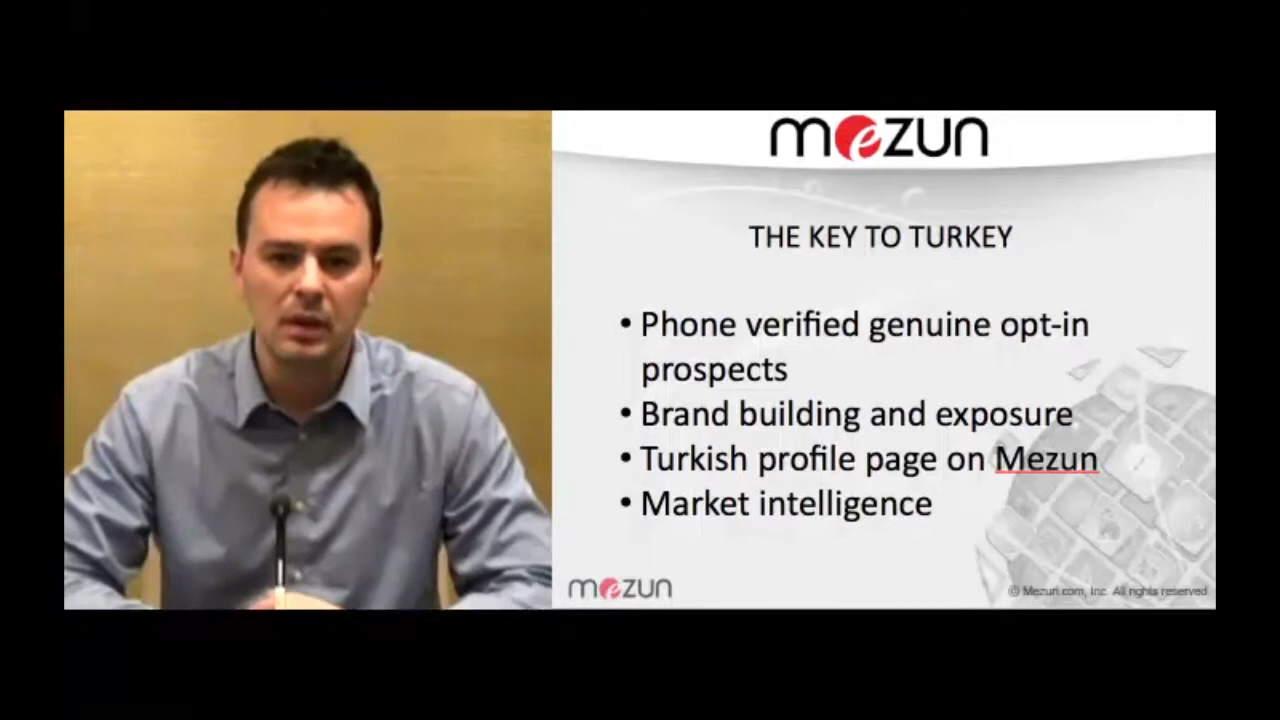 mezun
THE KEY TO TURKEY
• Phone verified genuine opt-in
prospects
• Brand building and exposure
• Turkish profile page on Mezun
• Market intelligence
mezun
© Mezun.com, Inc. All rights reserved